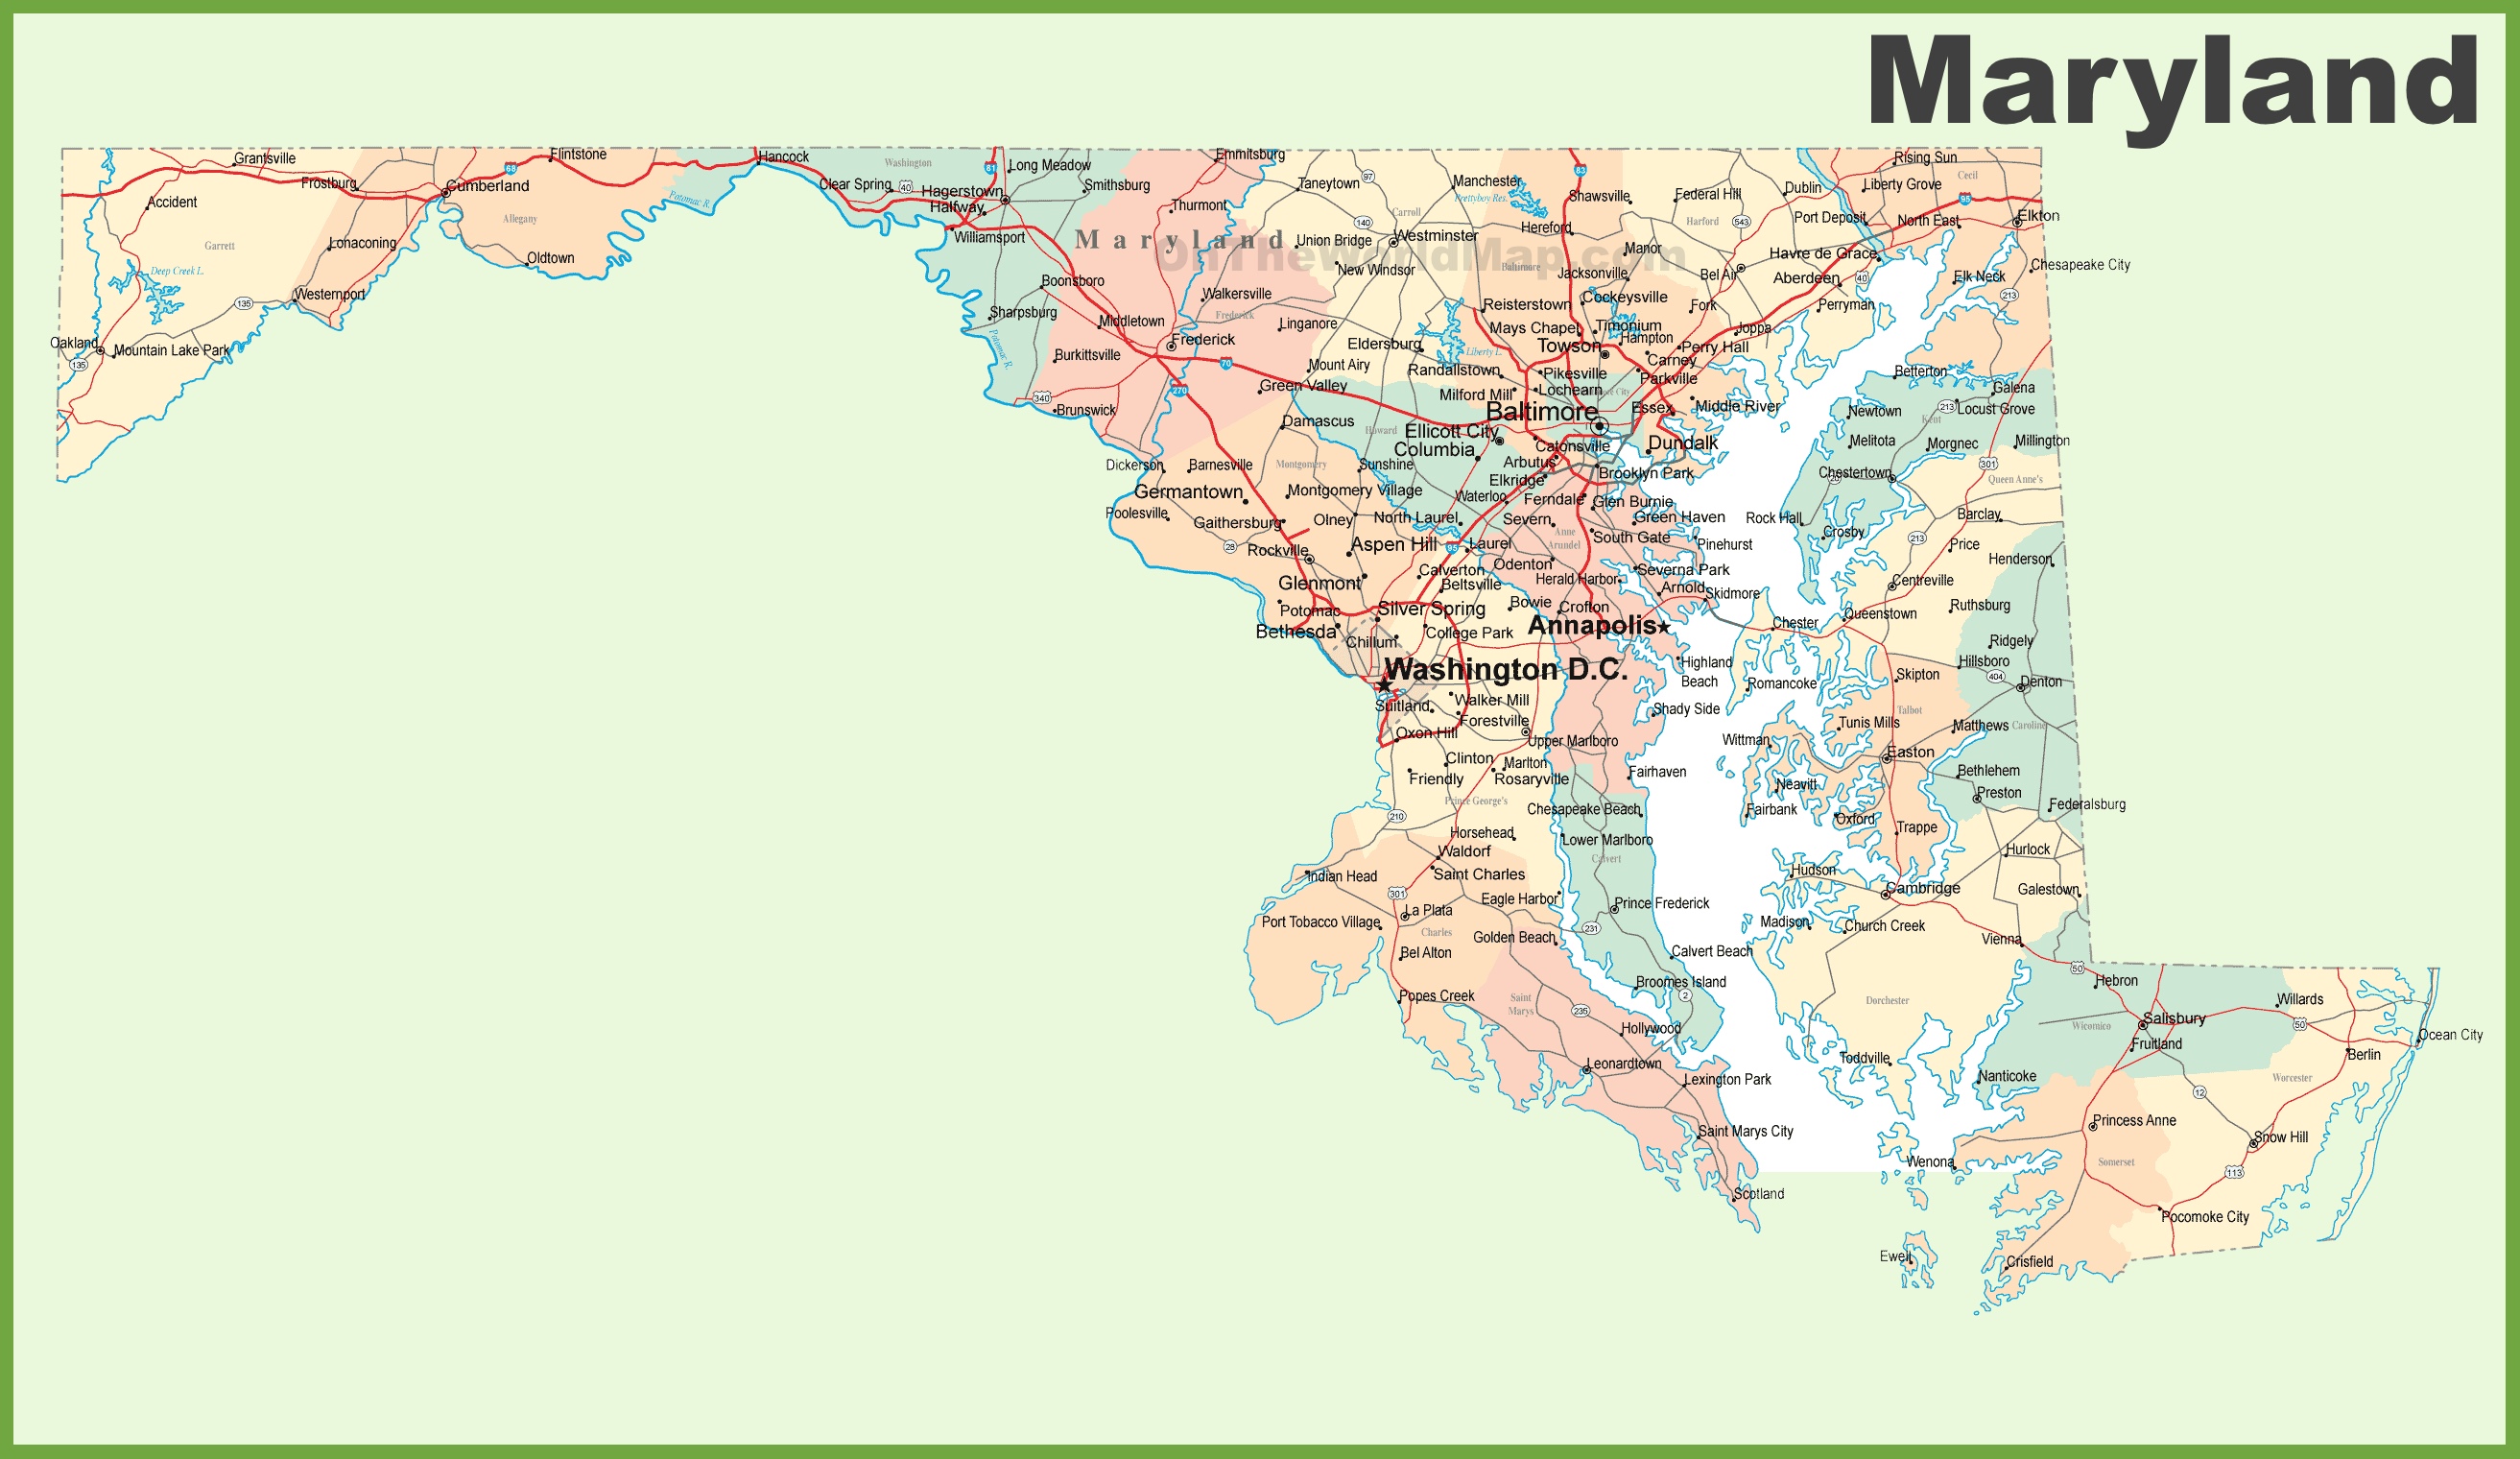 Maryland
Grantsville
Flintstone
Hancock
Washington
Long Meadow
Emmitsburg
Rising Sun
Frostburg
68
Cumberland
Clear Spring
40
Hagerstown
81
Smithsburg
Taneytown
97
Manchester
83
Shawsville
Federal Hill
Dublin
Liberty Grove
Cecil
Accident
Potomac R.
Halfway
Thurmont
Prettyboy Res.
95
Allegany
Carroll
140
Harford
543
Port Deposit
North East
Elkton
Garrett
Lonaconing
Williamsport
Maryland
Union Bridge
Westminster
Hereford
Manor
Havre de Grace
OnTheWorldMap.com
Oldtown
Deep Creek L.
New Windsor
Baltimore
Jacksonville
Bel Air
Aberdeen
40
Elk Neck
Chesapeake City
Boonsboro
Westernport
135
Walkersville
Reisterstown
Cockeysville
Fork
Perryman
213
Sharpsburg
Middletown
Frederick
Linganore
Mays Chapel
Timonium
Joppa
Potomac R.
Oakland
Mountain Lake Park
135
Frederick
Eldersburg
Liberty L.
Towson
Hampton
Perry Hall
Burkittsville
70
Mount Airy
Carney
Randallstown
Pikesville
Parkville
Betterton
270
Green Valley
Milford Mill
Lochearn
Galena
340
Brunswick
Baltimore
Essex
Middle River
Newtown
213
Locust Grove
Kent
Damascus
Howard
Ellicott City
Columbia
Catonsville
Dundalk
Melitota
Morgnec
Millington
Dickerson
Barnesville
Montgomery
Sunshine
Arbutus
Brooklyn Park
301
Chestertown
20
Queen Anne's
Germantown
Montgomery Village
Elkridge
Waterloo
Ferndale
Glen Burnie
Poolesville
Gaithersburg
Olney
North Laurel
Severn
Green Haven
Rock Hall
Barclay
28
Rockville
Aspen Hill
95
Laurel
Anne
Arundel
South Gate
Pinehurst
Crosby
213
Price
Henderson
Odenton
Glenmont
Calverton
Beltsville
Herald Harbor
Severna Park
Arnold
Skidmore
Centreville
Potomac
Silver Spring
Bowie
Crofton
Queenstown
Ruthsburg
Bethesda
Chillum
College Park
Annapolis
Chester
Ridgely
Washington D.C.
Highland
Beach
Romancoke
Skipton
Hillsboro
404
Denton
Suitland
Walker Mill
Forestville
Shady Side
Talbot
Tunis Mills
Matthews
Caroline
Oxon Hill
Upper Marlboro
Wittman
Easton
Clinton
Marlton
Friendly
Rosaryville
Fairhaven
Neavitt
Bethlehem
Preston
Prince George's
210
Chesapeake Beach
Fairbank
Oxford
Federalsburg
Horsehead
Lower Marlboro
Trappe
Waldorf
Calvert
Hurlock
Indian Head
Saint Charles
Hudson
301
Eagle Harbor
Prince Frederick
Cambridge
Galestown
Port Tobacco Village
La Plata
Charles
231
Madison
Church Creek
Golden Beach
Vienna
Bel Alton
Calvert Beach
50
Popes Creek
Broomes Island
2
Hebron
Saint
Marys
235
Dorchester
Willards
Hollywood
Wicomico
Salisbury
50
Ocean City
Leonardtown
Toddville
Fruitland
Berlin
Lexington Park
Nanticoke
Worcester
12
Saint Marys City
Princess Anne
Snow Hill
Wenona
Somerset
113
Scotland
Pocomoke City
Ewell
Crisfield